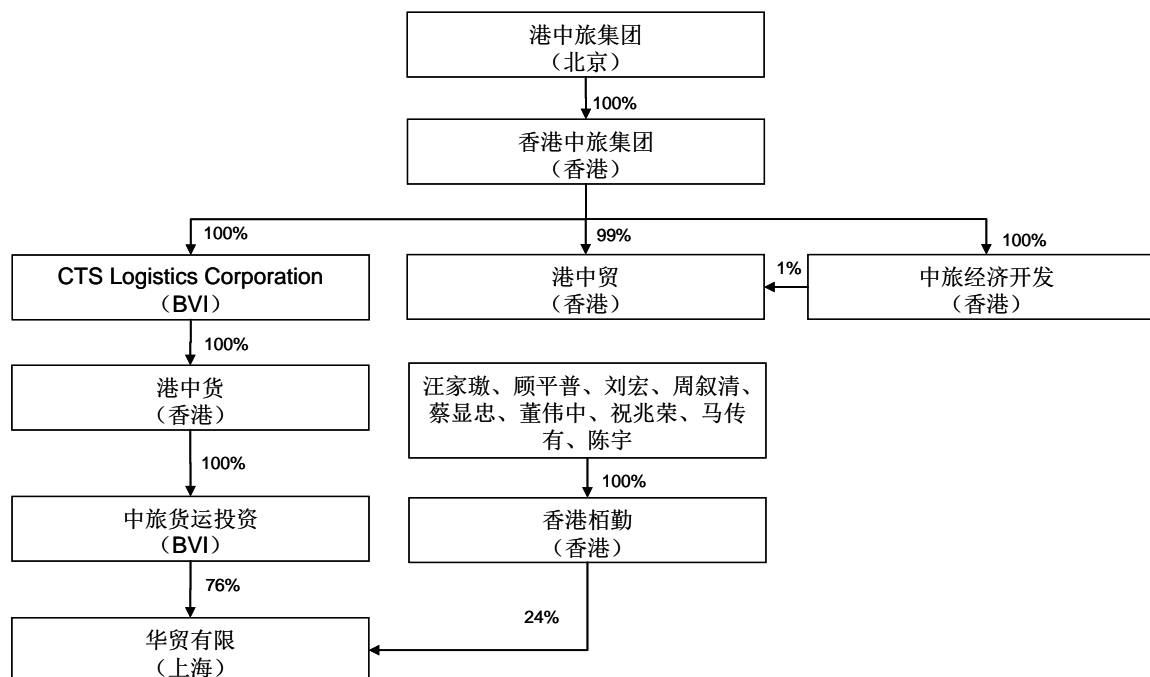 港中旅集团
（北京）
100%
香港中旅集团
（香港）
100%
99%
100%
CTS Logistics Corporation
（BVI）
港中贸
（香港）
1%
中旅经济开发
（香港）
100%
港中货
（香港）
汪家璈、顾平普、刘宏、周叙清、
蔡显忠、董伟中、祝兆荣、马传
有、陈宇
100%
100%
中旅货运投资
（BVI）
香港栢勤
（香港）
76%
24%
华贸有限
（上海）